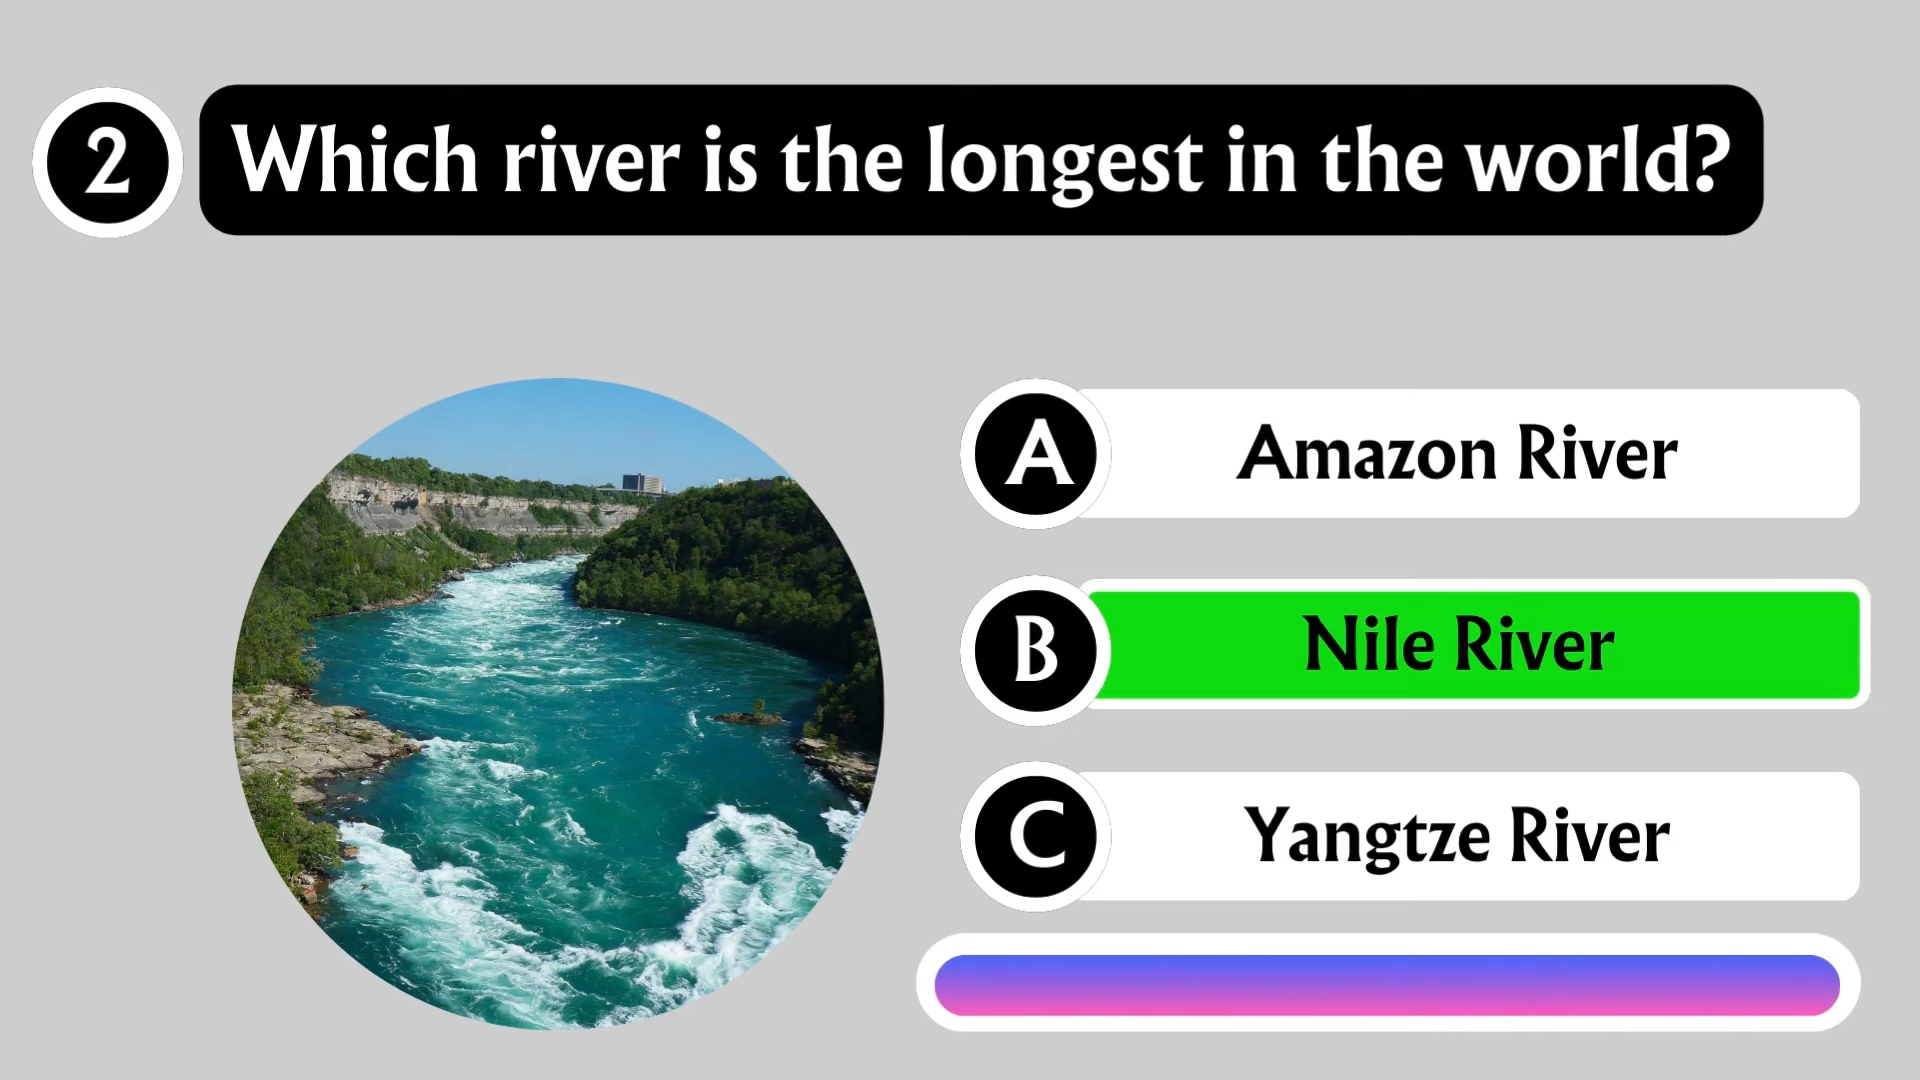 2 Which river is the longest in the world?
A Amazon River
B Nile River
C Yangtze River